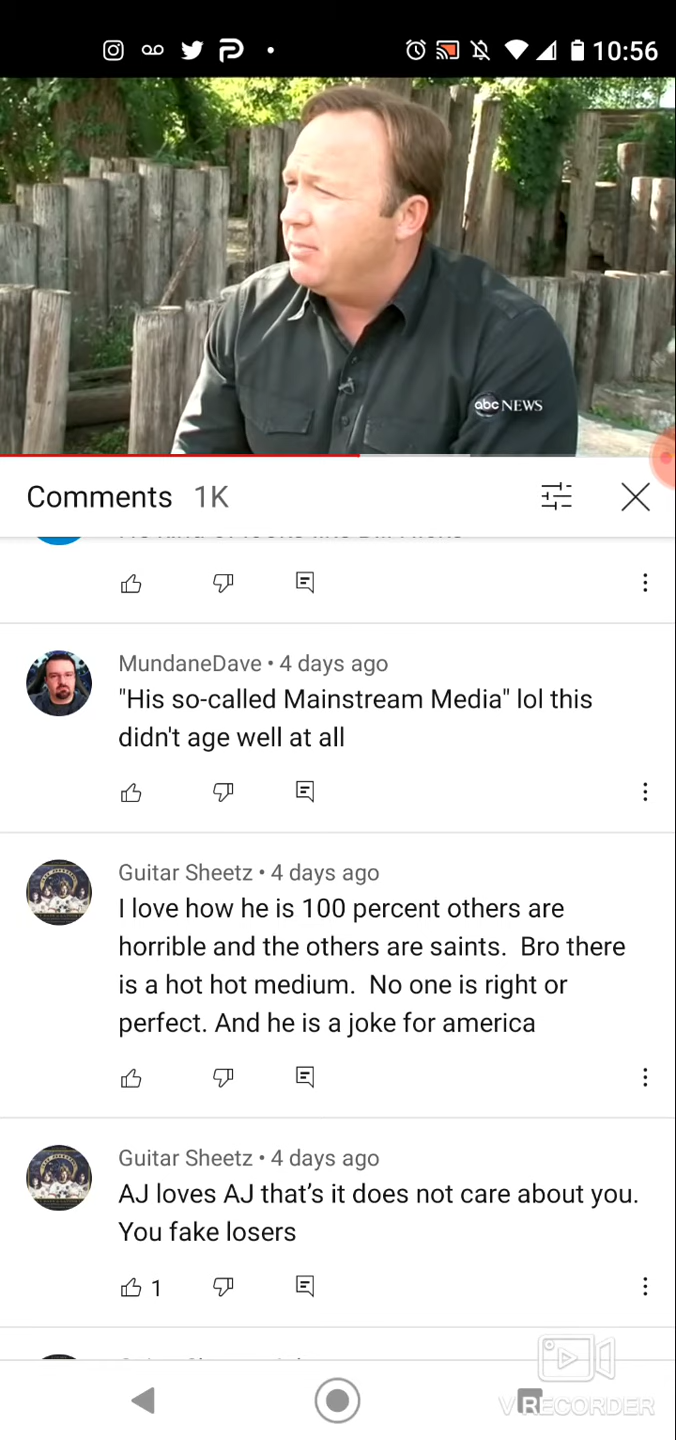 10:56
abc NEWS
Comments 1K
MundaneDave • 4 days ago
"His so-called Mainstream Media" lol this
didn't age well at all
Guitar Sheetz • 4 days ago
I love how he is 100 percent others are
horrible and the others are saints. Bro there
is a hot hot medium. No one is right or
perfect. And he is a joke for america
Guitar Sheetz • 4 days ago
AJ loves AJ that’s it does not care about you.
You fake losers
1
VRECORDER